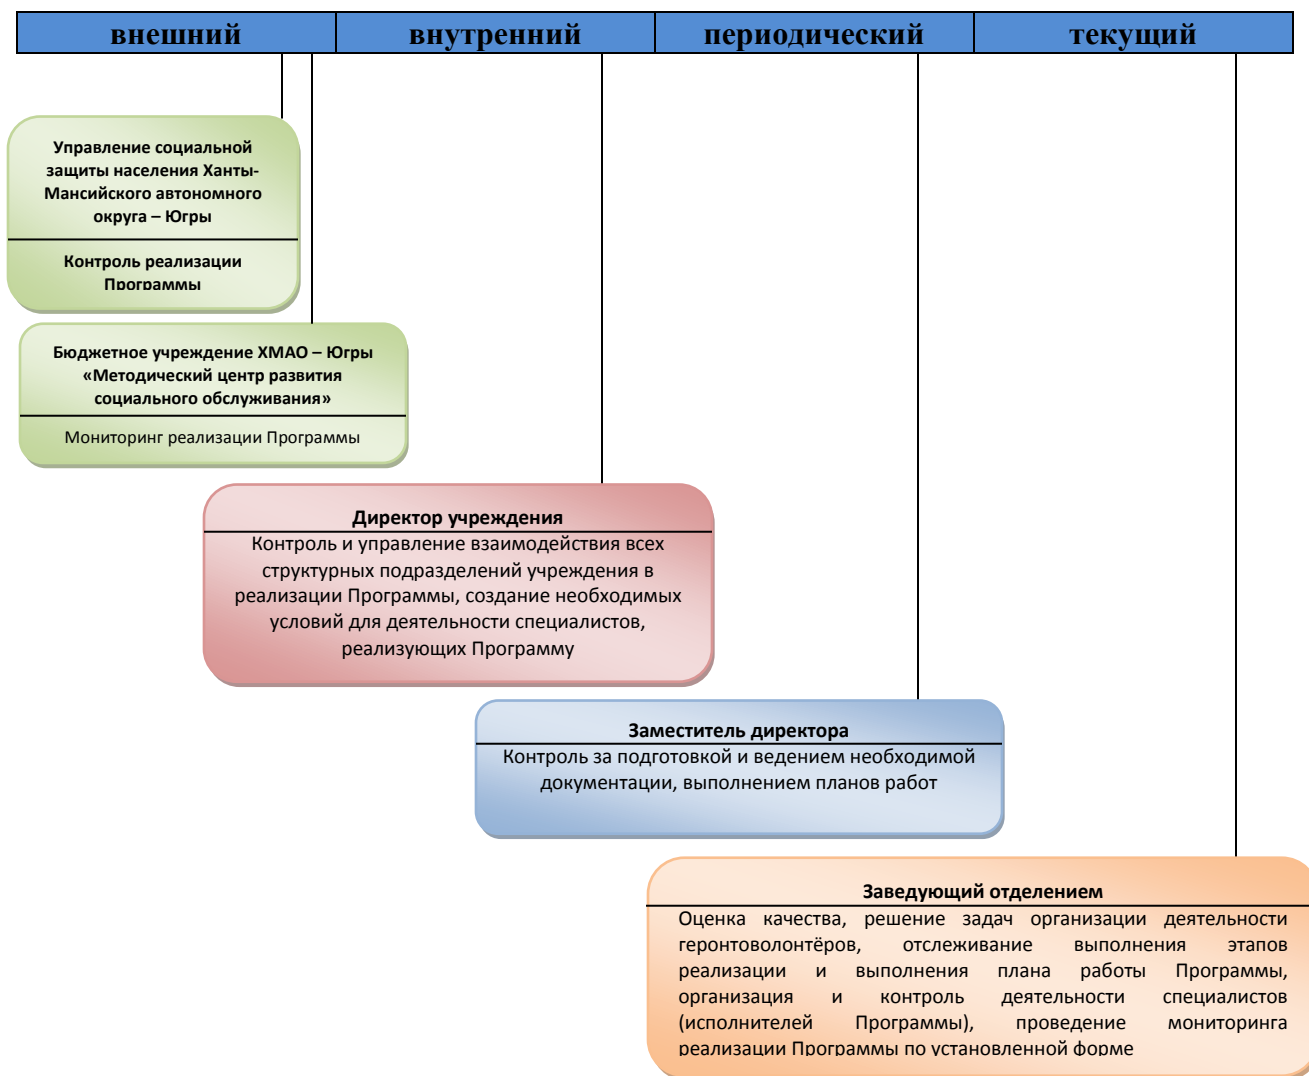 внешний внутренний периодический текущий
Управление социальной
защиты населения Ханты-
Мансийского автономного
округа – Югры
Контроль реализации
Программы
Бюджетное учреждение ХМАО – Югры
«Методический центр развития
социального обслуживания»
Мониторинг реализации Программы
Директор учреждения
Контроль и управление взаимодействия всех
структурных подразделений учреждения в
реализации Программы, создание необходимых
условий для деятельности специалистов,
реализующих Программу
Заместитель директора
Контроль за подготовкой и ведением необходимой
документации, выполнением планов работ
Заведующий отделением
Оценка качества, решение задач организации деятельности
геронтоволонтёров, отслеживание выполнения этапов
реализации и выполнения плана работы Программы,
организация и контроль деятельности специалистов
(исполнителей Программы), проведение мониторинга
реализации Программы по установленной форме